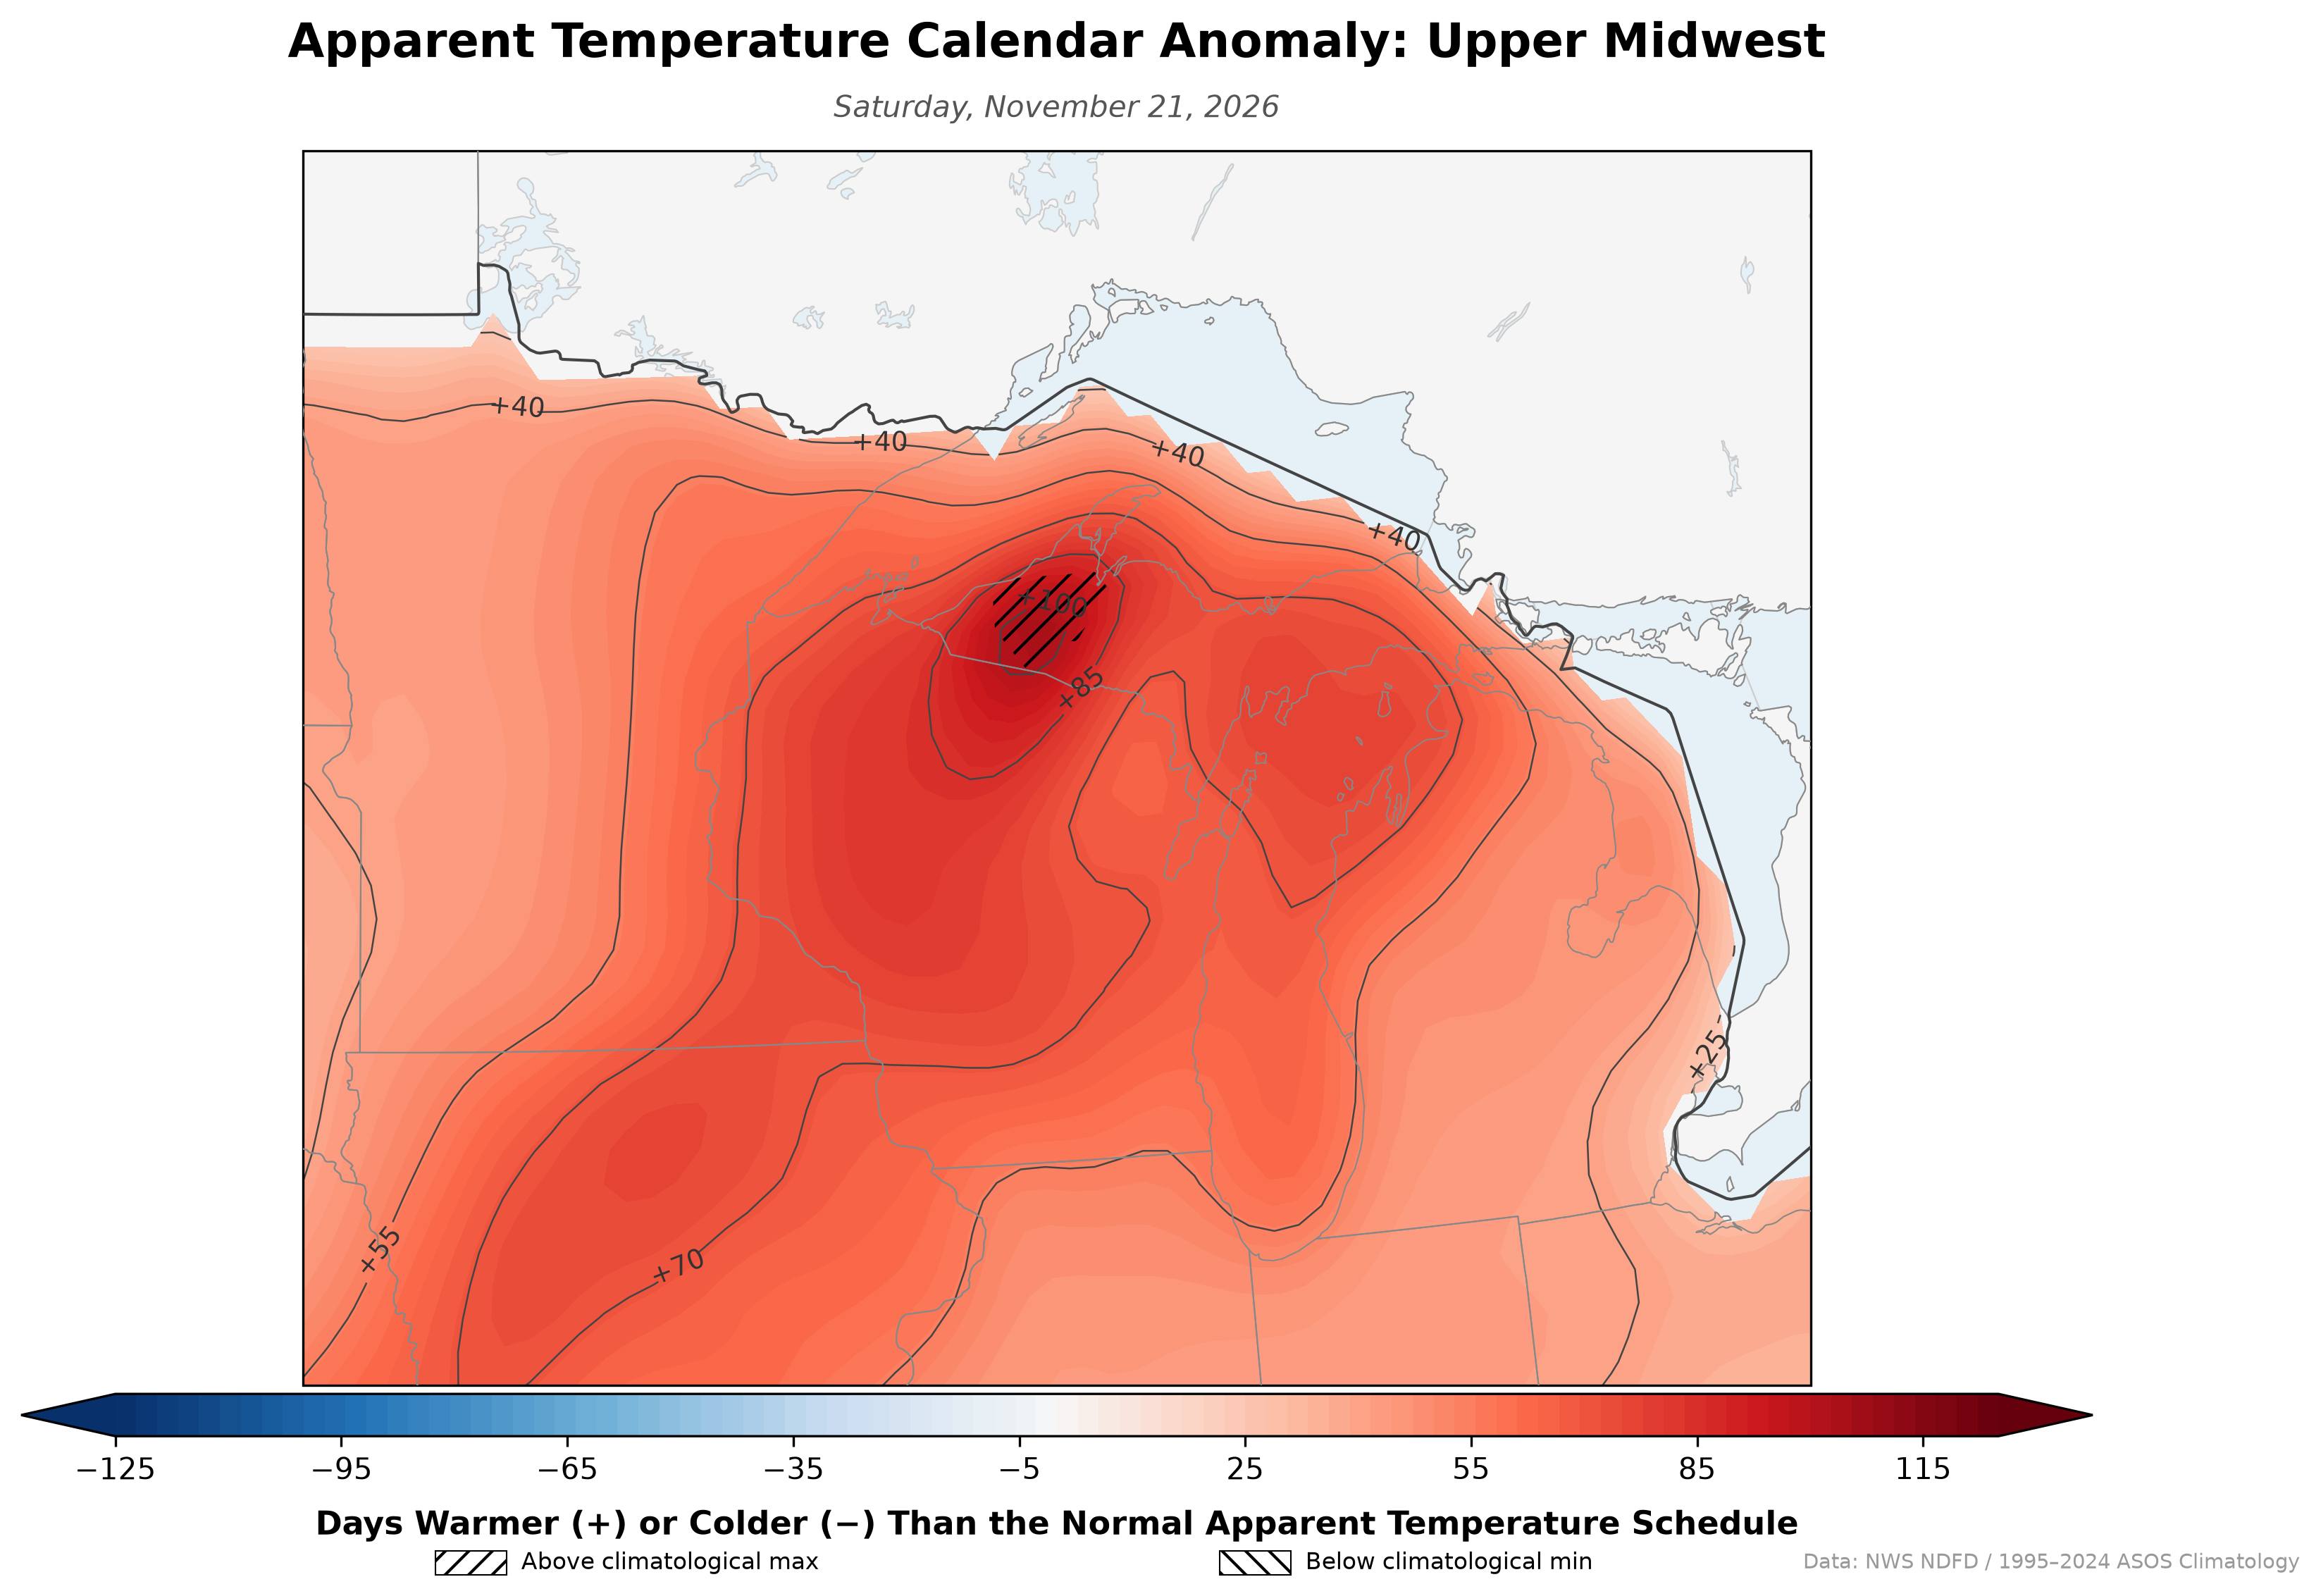 Apparent Temperature Calendar Anomaly: Upper Midwest
Saturday, November 21, 2026
+40
+40
+40
+40
+100
+85
+25
+55
+70
−125 −95 −65 −35 −5 25 55 85 115
Days Warmer (+) or Colder (−) Than the Normal Apparent Temperature Schedule
Above climatological max
Below climatological min
Data: NWS NDFD / 1995–2024 ASOS Climatology